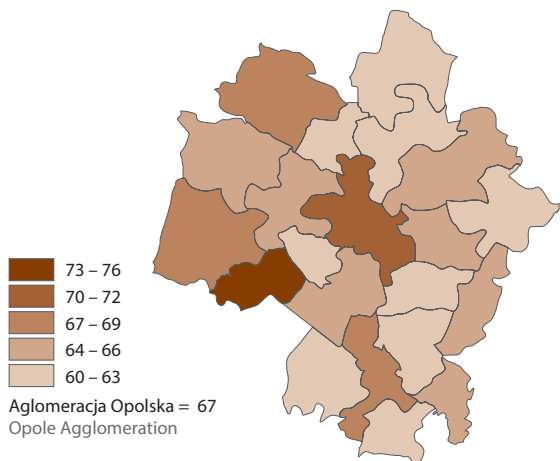 73 – 76
70 – 72
67 – 69
64 – 66
60 – 63
Aglomeracja Opolska = 67
Opole Agglomeration